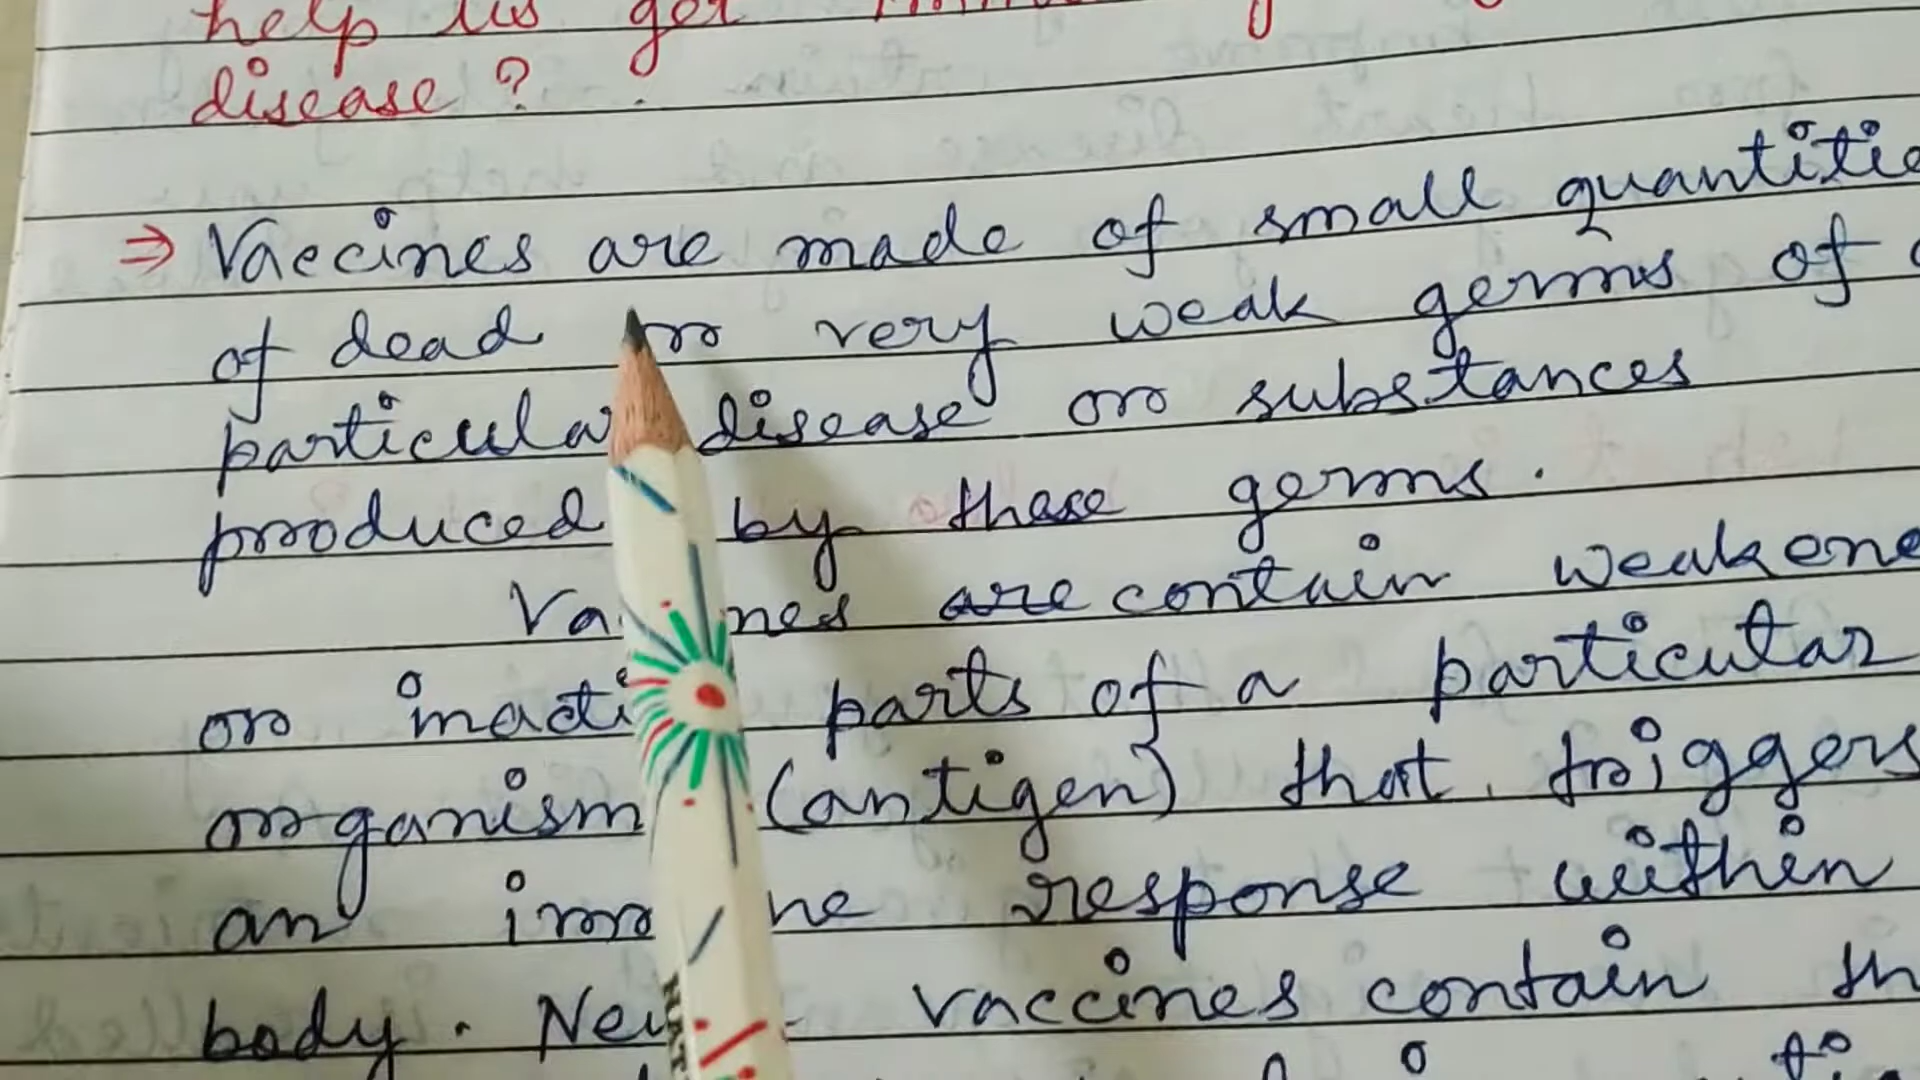 help us get
disease ?
⇒ Vaccines are made of small quantitie
of dead or very weak germs of
particular disease or substances
produced by these germs.
Va nes are contain weakene
or inacti parts of a particular
organism (antigen) that triggers
an imm ne response within
body. New vaccines contain th